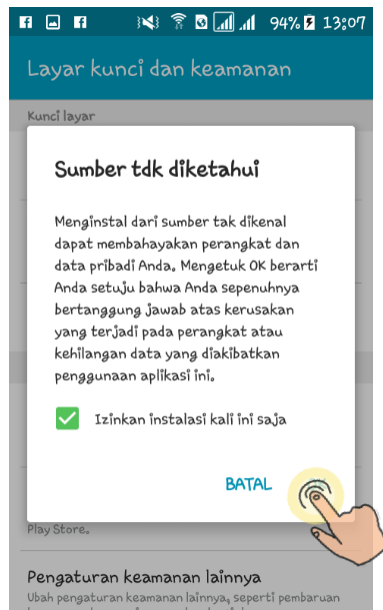 94% 13:07
Layar kunci dan keamanan
Kunci layar
Sumber tdk diketahui
Menginstal dari sumber tak dikenal
dapat membahayakan perangkat dan
data pribadi Anda. Mengetuk OK berarti
Anda setuju bahwa Anda sepenuhnya
bertanggung jawab atas kerusakan
yang terjadi pada perangkat atau
kehilangan data yang diakibatkan
penggunaan aplikasi ini.
Izinkan instalasi kali ini saja
BATAL
Play Store.
Pengaturan keamanan lainnya
Ubah pengaturan keamanan lainnya, seperti pembaruan